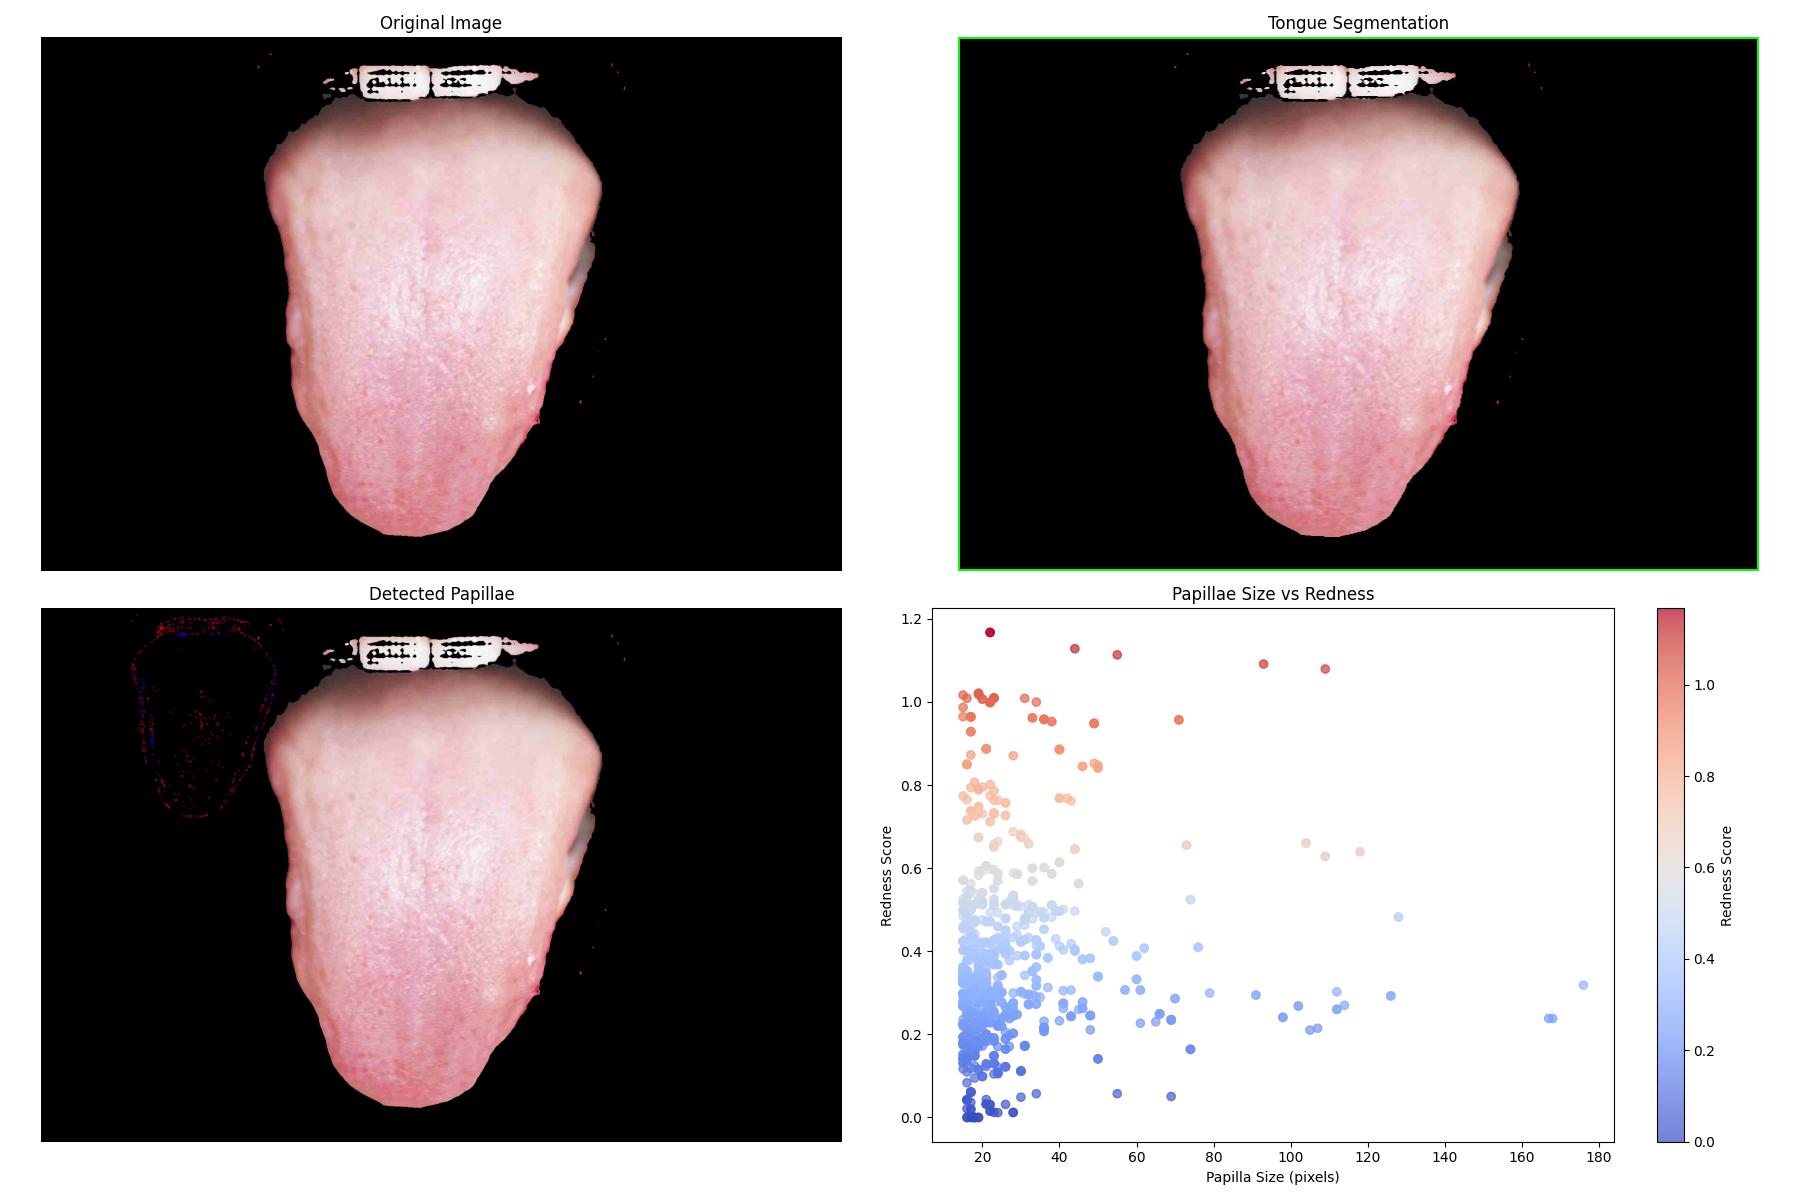 Original Image
Tongue Segmentation
Detected Papillae
Papillae Size vs Redness
1.2
1.0
0.8
0.6
0.4
0.2
0.0
Redness Score
20 40 60 80 100 120 140 160 180
Papilla Size (pixels)
1.0
0.8
0.6
0.4
0.2
0.0
Redness Score